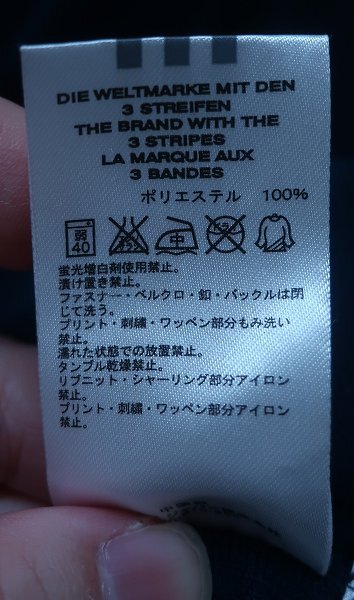 DIE WELTMARKE MIT DEN
3 STREIFEN
THE BRAND WITH THE
3 STRIPES
LA MARQUE AUX
3 BANDES
ポリエステル 100%
弱
40
中
蛍光増白剤使用禁止。
漬け置き禁止。
ファスナー・ベルクロ・釦・バックルは閉
じて洗う。
プリント・刺繍・ワッペン部分もみ洗い
禁止。
濡れた状態での放置禁止。
タンブル乾燥禁止。
リブニット・シャーリング部分アイロン
禁止。
プリント・刺繍・ワッペン部分アイロン
禁止。